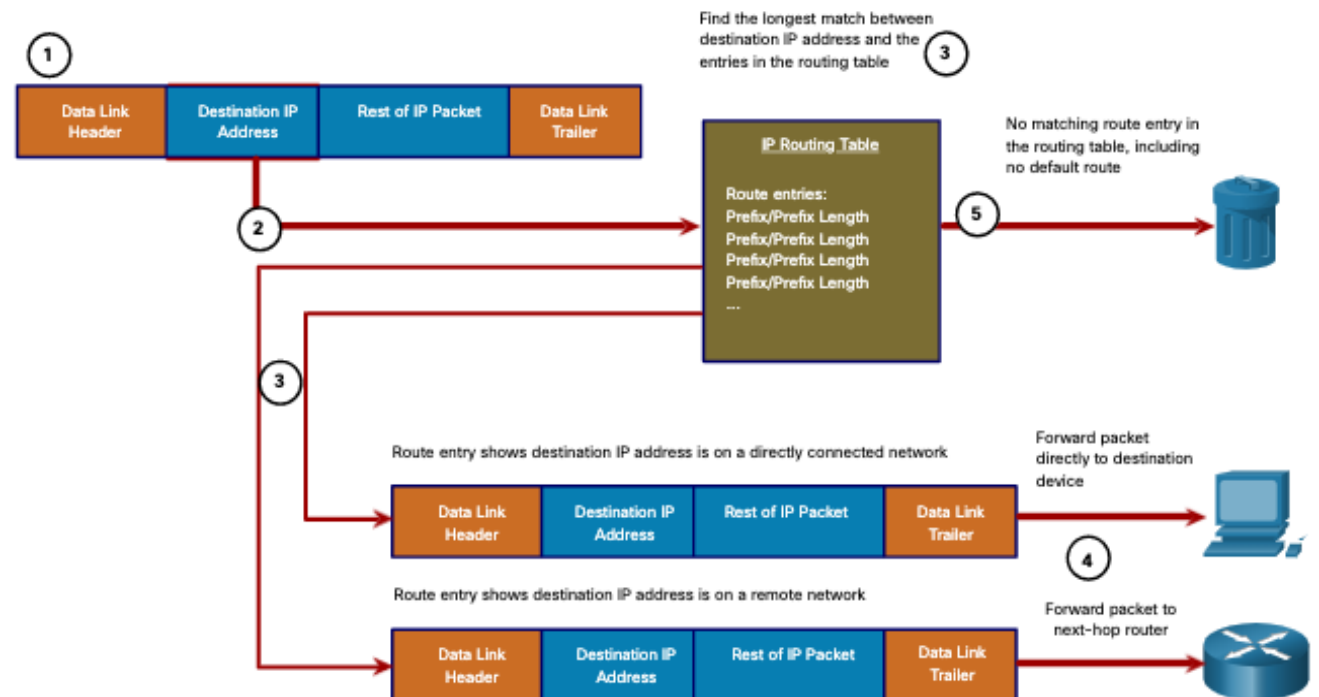 Find the longest match between
destination IP address and the
entries in the routing table
3
1
Data Link
Header
Destination IP
Address
Rest of IP Packet
Data Link
Trailer
2
IP Routing Table
Route entries:
Prefix/Prefix Length
Prefix/Prefix Length
Prefix/Prefix Length
Prefix/Prefix Length
...
No matching route entry in
the routing table, including
no default route
5
3
Route entry shows destination IP address is on a directly connected network
Data Link
Header
Destination IP
Address
Rest of IP Packet
Data Link
Trailer
Forward packet
directly to destination
device
4
Route entry shows destination IP address is on a remote network
Data Link
Header
Destination IP
Address
Rest of IP Packet
Data Link
Trailer
Forward packet to
next-hop router